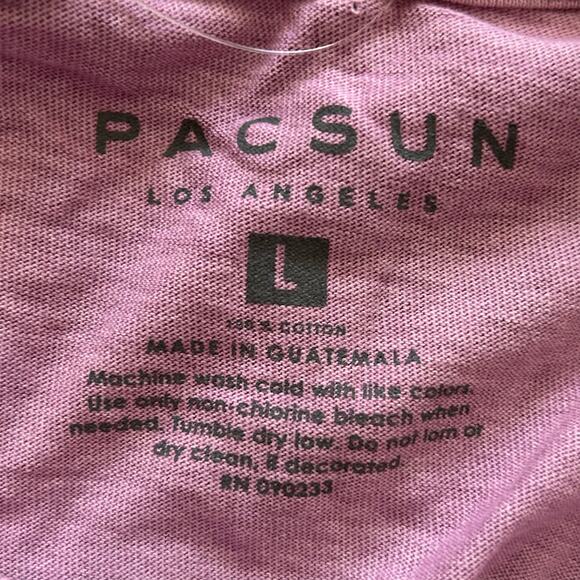 PACSUN
LOS ANGELES
L
100 % COTTON
MADE IN GUATEMALA
Machine wash cold with like colors.
Use only non-chlorine bleach when
needed. Tumble dry low. Do not iorn or
dry clean, if decorated.
RN 090233